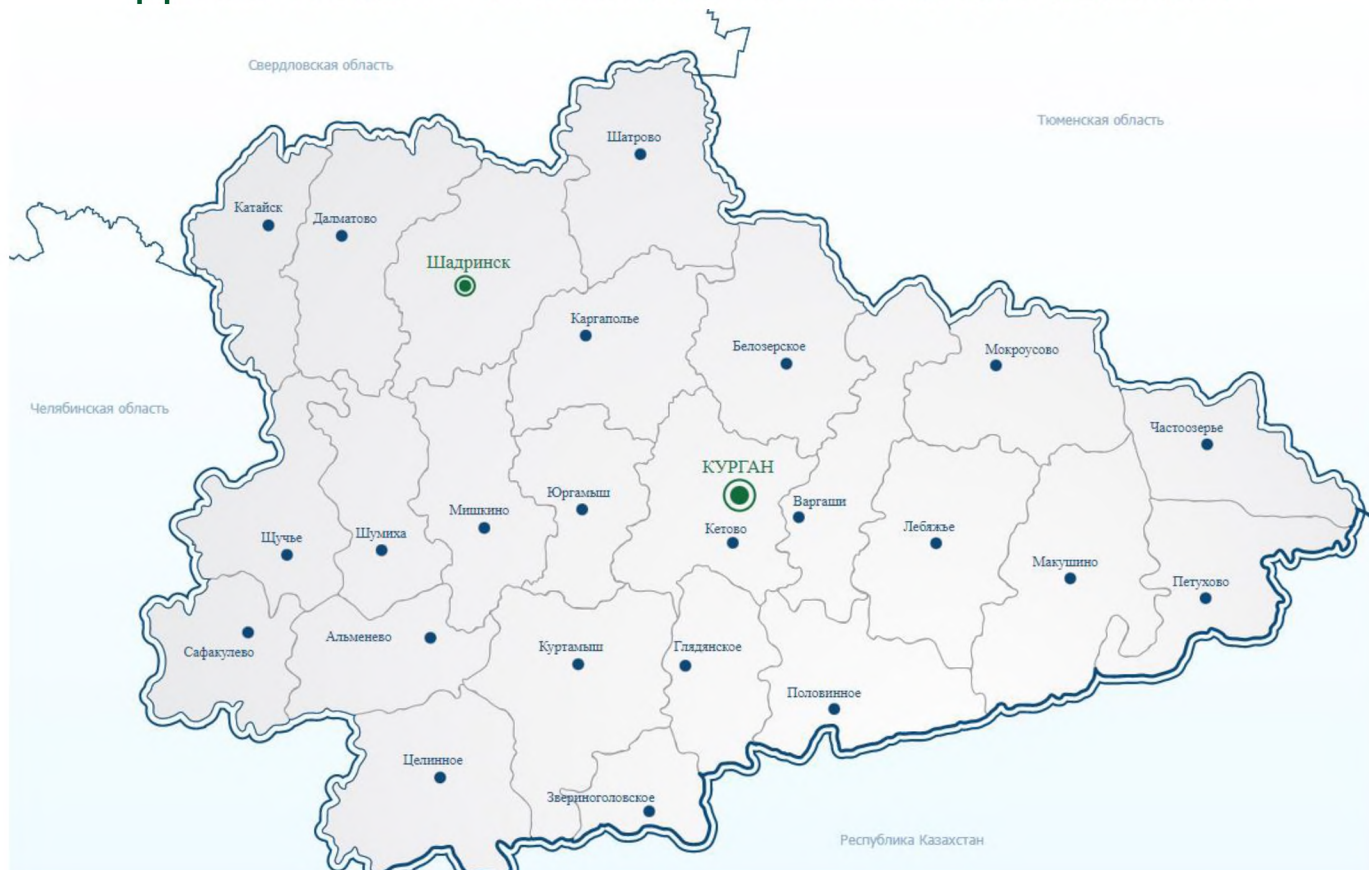 Свердловская область
Тюменская область
Шатрово
Катайск
Далматово
Шадринск
Каргаполье
Белозерское
Мокроусово
Челябинская область
Частоозерье
КУРГАН
Юргамыш
Варгаши
Мишкино
Кетово
Лебяжье
Щучье
Шумиха
Макушино
Петухово
Альменево
Сафакулево
Куртамыш
Глядянское
Половинное
Целинное
Звериноголовское
Республика Казахстан